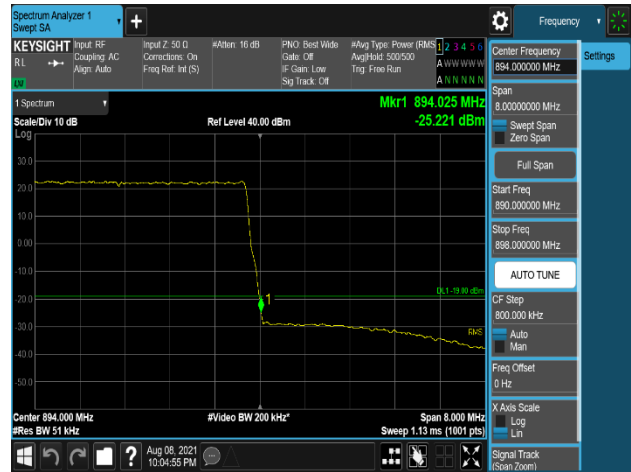 Spectrum Analyzer 1
Swept SA
Frequency
KEYSIGHT
RL
Input: RF
Coupling: AC
Align: Auto
Input Z: 50 Ω
Corrections: On
Freq Ref: Int (S)
#Atten: 16 dB
PNO: Best Wide
Gate: Off
IF Gain: Low
Sig Track: Off
#Avg Type: Power (RMS
Avg|Hold: 500/500
Trig: Free Run
1 2 3 4 5 6
A W W W W W
A N N N N N
LW
1 Spectrum
Scale/Div 10 dB
Log
Ref Level 40.00 dBm
Mkr1 894.025 MHz
-25.221 dBm
30.0
20.0
10.0
0.00
-10.0
-20.0
-30.0
-40.0
-50.0
DL1 -19.00 dBm
1
RMS
Center 894.000 MHz
#Video BW 200 kHz*
Span 8.000 MHz
#Res BW 51 kHz
Sweep 1.13 ms (1001 pts)
Aug 08, 2021
10:04:55 PM
?
Settings
Center Frequency
894.000000 MHz
Span
8.00000000 MHz
Swept Span
Zero Span
Full Span
Start Freq
890.000000 MHz
Stop Freq
898.000000 MHz
AUTO TUNE
CF Step
800.000 kHz
Auto
Man
Freq Offset
0 Hz
X Axis Scale
Log
Lin
Signal Track
(Span Zoom)